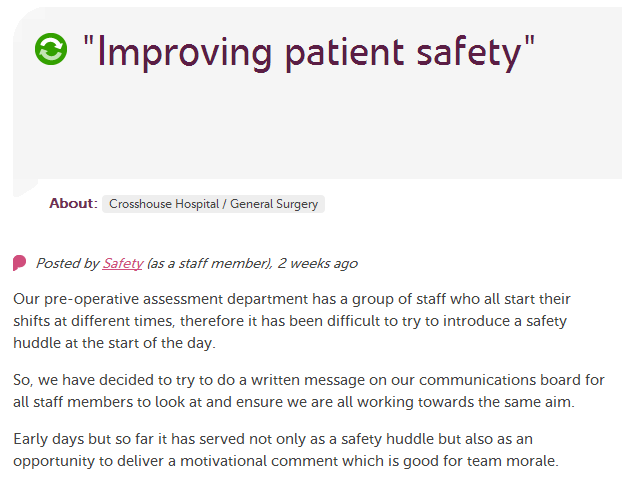 "Improving patient safety"
About: Crosshouse Hospital / General Surgery
Posted by Safety (as a staff member), 2 weeks ago
Our pre-operative assessment department has a group of staff who all start their
shifts at different times, therefore it has been difficult to try to introduce a safety
huddle at the start of the day.
So, we have decided to try to do a written message on our communications board for
all staff members to look at and ensure we are all working towards the same aim.
Early days but so far it has served not only as a safety huddle but also as an
opportunity to deliver a motivational comment which is good for team morale.